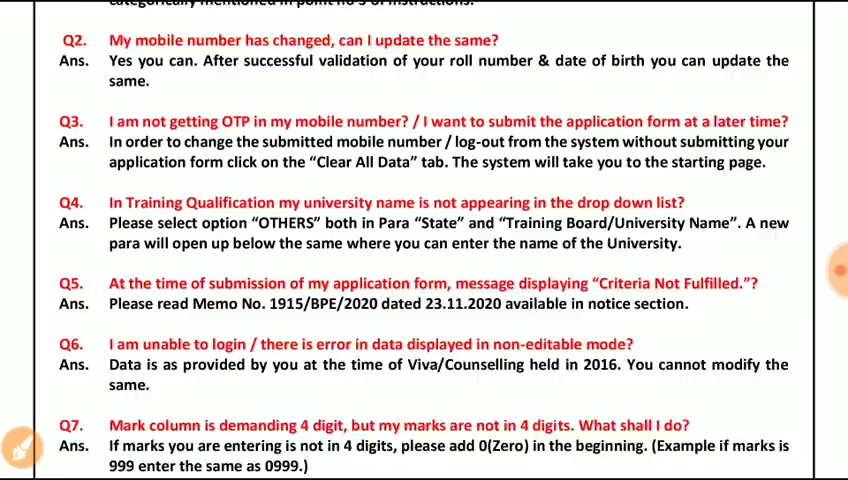 categorically mentioned in point no 3 of instructions.
Q2. My mobile number has changed, can I update the same?
Ans. Yes you can. After successful validation of your roll number & date of birth you can update the
same.
Q3. I am not getting OTP in my mobile number? / I want to submit the application form at a later time?
Ans. In order to change the submitted mobile number / log-out from the system without submitting your
application form click on the “Clear All Data” tab. The system will take you to the starting page.
Q4. In Training Qualification my university name is not appearing in the drop down list?
Ans. Please select option “OTHERS” both in Para “State” and “Training Board/University Name”. A new
para will open up below the same where you can enter the name of the University.
Q5. At the time of submission of my application form, message displaying “Criteria Not Fulfilled.”?
Ans. Please read Memo No. 1915/BPE/2020 dated 23.11.2020 available in notice section.
Q6. I am unable to login / there is error in data displayed in non-editable mode?
Ans. Data is as provided by you at the time of Viva/Counselling held in 2016. You cannot modify the
same.
Q7. Mark column is demanding 4 digit, but my marks are not in 4 digits. What shall I do?
Ans. If marks you are entering is not in 4 digits, please add 0(Zero) in the beginning. (Example if marks is
999 enter the same as 0999.)